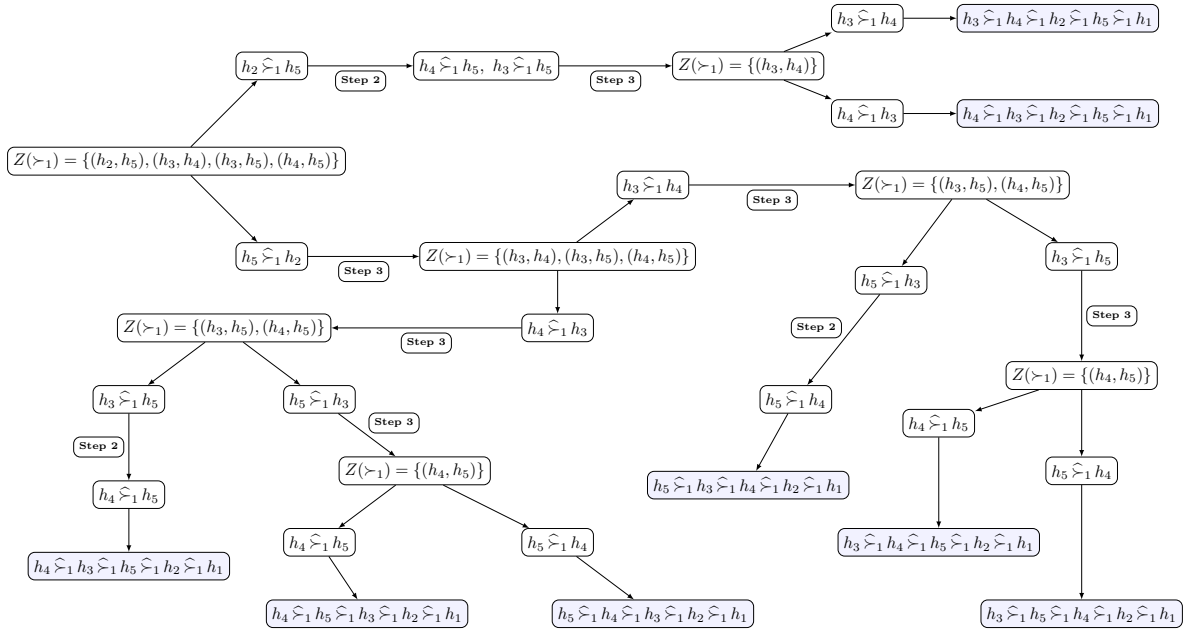 h₃ ≻̂₁ h₄
h₃ ≻̂₁ h₄ ≻̂₁ h₂ ≻̂₁ h₅ ≻̂₁ h₁
h₂ ≻̂₁ h₅
Step 2
h₄ ≻̂₁ h₅, h₃ ≻̂₁ h₅
Step 3
Z(≻₁) = {(h₃, h₄)}
h₄ ≻̂₁ h₃
h₄ ≻̂₁ h₃ ≻̂₁ h₂ ≻̂₁ h₅ ≻̂₁ h₁
Z(≻₁) = {(h₂, h₅), (h₃, h₄), (h₃, h₅), (h₄, h₅)}
h₃ ≻̂₁ h₄
Step 3
Z(≻₁) = {(h₃, h₅), (h₄, h₅)}
h₅ ≻̂₁ h₂
Step 3
Z(≻₁) = {(h₃, h₄), (h₃, h₅), (h₄, h₅)}
h₅ ≻̂₁ h₃
h₃ ≻̂₁ h₅
Z(≻₁) = {(h₃, h₅), (h₄, h₅)}
Step 3
h₄ ≻̂₁ h₃
Step 2
Step 3
h₃ ≻̂₁ h₅
h₅ ≻̂₁ h₃
h₅ ≻̂₁ h₄
Z(≻₁) = {(h₄, h₅)}
Step 2
Step 3
h₄ ≻̂₁ h₅
Z(≻₁) = {(h₄, h₅)}
h₅ ≻̂₁ h₄
h₄ ≻̂₁ h₅
h₅ ≻̂₁ h₃ ≻̂₁ h₄ ≻̂₁ h₂ ≻̂₁ h₁
h₄ ≻̂₁ h₅
h₅ ≻̂₁ h₄
h₃ ≻̂₁ h₄ ≻̂₁ h₅ ≻̂₁ h₂ ≻̂₁ h₁
h₄ ≻̂₁ h₃ ≻̂₁ h₅ ≻̂₁ h₂ ≻̂₁ h₁
h₄ ≻̂₁ h₅ ≻̂₁ h₃ ≻̂₁ h₂ ≻̂₁ h₁
h₅ ≻̂₁ h₄ ≻̂₁ h₃ ≻̂₁ h₂ ≻̂₁ h₁
h₃ ≻̂₁ h₅ ≻̂₁ h₄ ≻̂₁ h₂ ≻̂₁ h₁